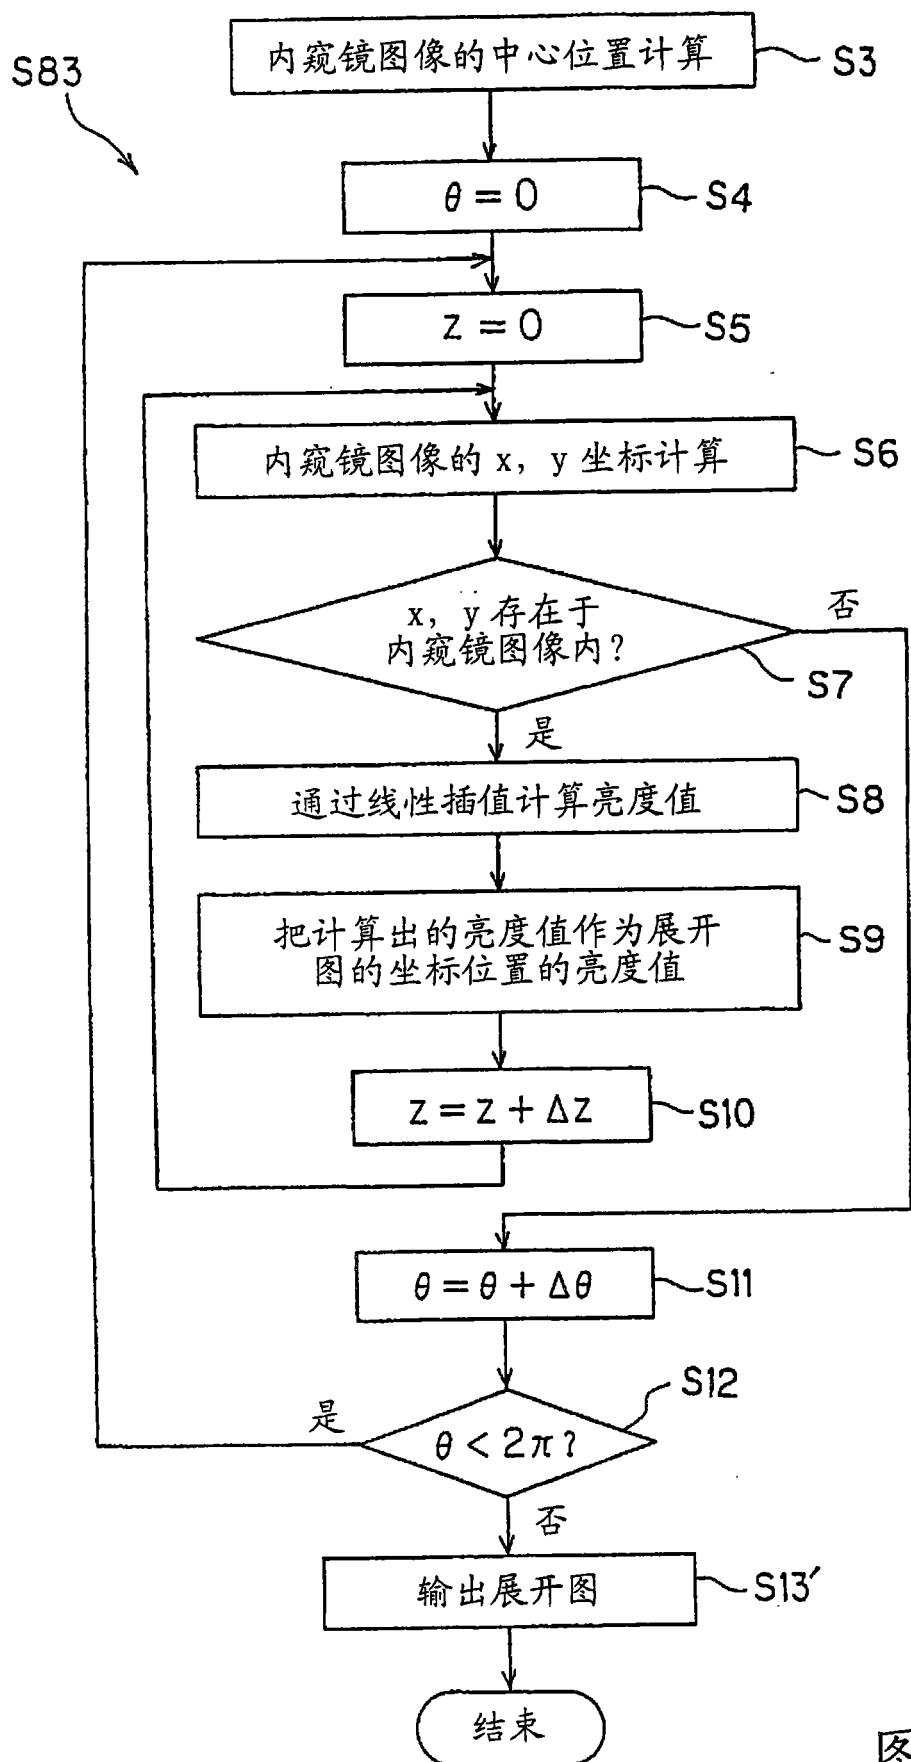 S83
内窥镜图像的中心位置计算
S3
θ = 0
S4
z = 0
S5
内窥镜图像的 x, y 坐标计算
S6
x, y 存在于
内窥镜图像内?
否
S7
是
通过线性插值计算亮度值
S8
把计算出的亮度值作为展开
图的坐标位置的亮度值
S9
z = z + Δz
S10
θ = θ + Δθ
S11
S12
是
θ < 2π ?
否
输出展开图
S13′
结束
图